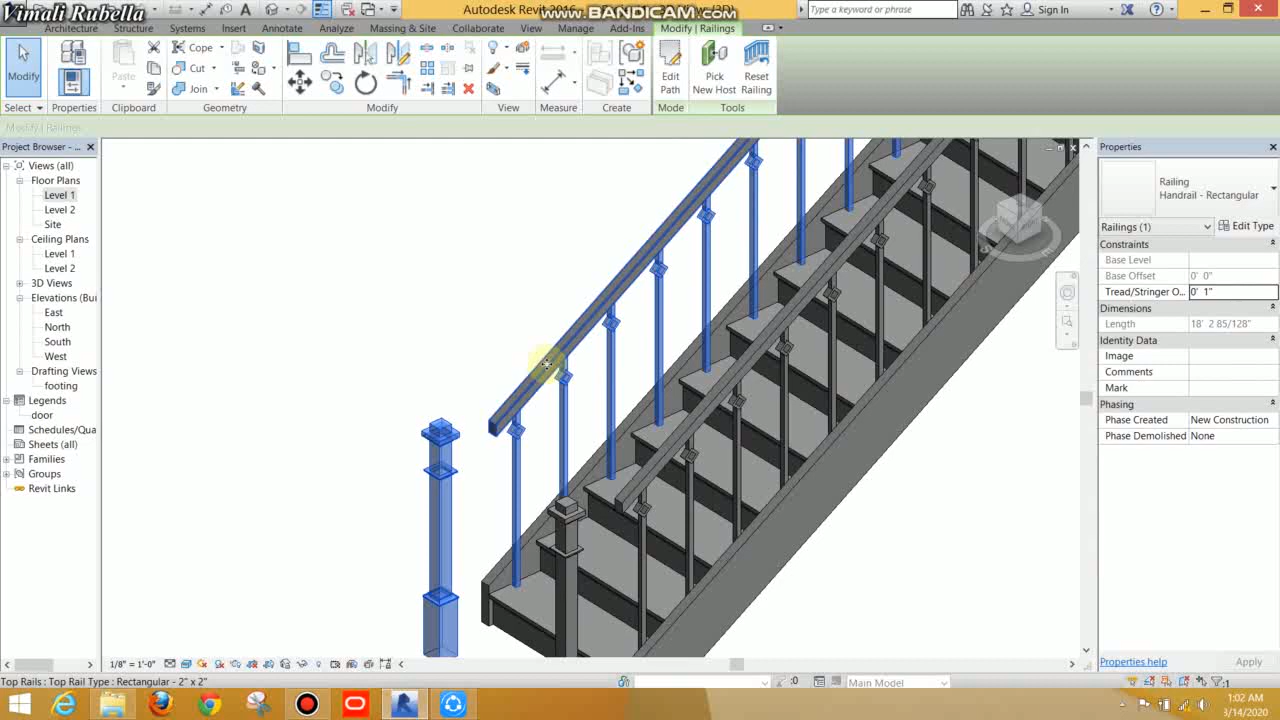 Vimali Rubella
Autodesk Revit 2016
www.BANDICAM.com
Type a keyword or phrase
Sign In
Architecture Structure Systems Insert Annotate Analyze Massing & Site Collaborate View Manage Add-Ins Modify | Railings
Modify
Paste
Cope
Cut
Join
Edit Path
Pick New Host
Reset Railing
Select Properties Clipboard Geometry Modify View Measure Create Mode Tools
Modify | Railings
Project Browser - ...
Views (all)
Floor Plans
Level 1
Level 2
Site
Ceiling Plans
Level 1
Level 2
3D Views
Elevations (Bui
East
North
South
West
Drafting Views
footing
Legends
door
Schedules/Qua
Sheets (all)
Families
Groups
Revit Links
Properties
Railing
Handrail - Rectangular
Railings (1)
Edit Type
Constraints
Base Level
Base Offset 0' 0"
Tread/Stringer O... 0' 1"
Dimensions
Length 18' 2 85/128"
Identity Data
Image
Comments
Mark
Phasing
Phase Created New Construction
Phase Demolished None
Properties help
Apply
1/8" = 1'-0"
Top Rails : Top Rail Type : Rectangular - 2" x 2"
:0
Main Model
:1
1:02 AM
3/14/2020